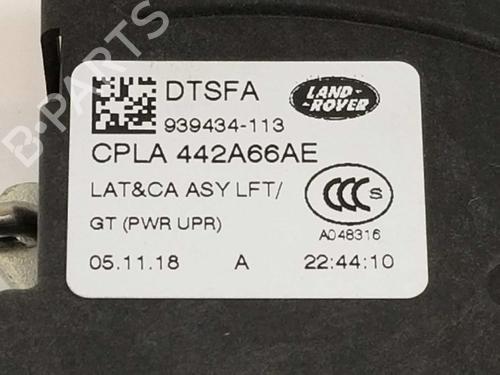 B-PARTS
DTSFA
LAND
ROVER
939434-113
CPLA 442A66AE
LAT&CA ASY LFT/
GT (PWR UPR)
CCC S
A048316
05.11.18 A 22:44:10